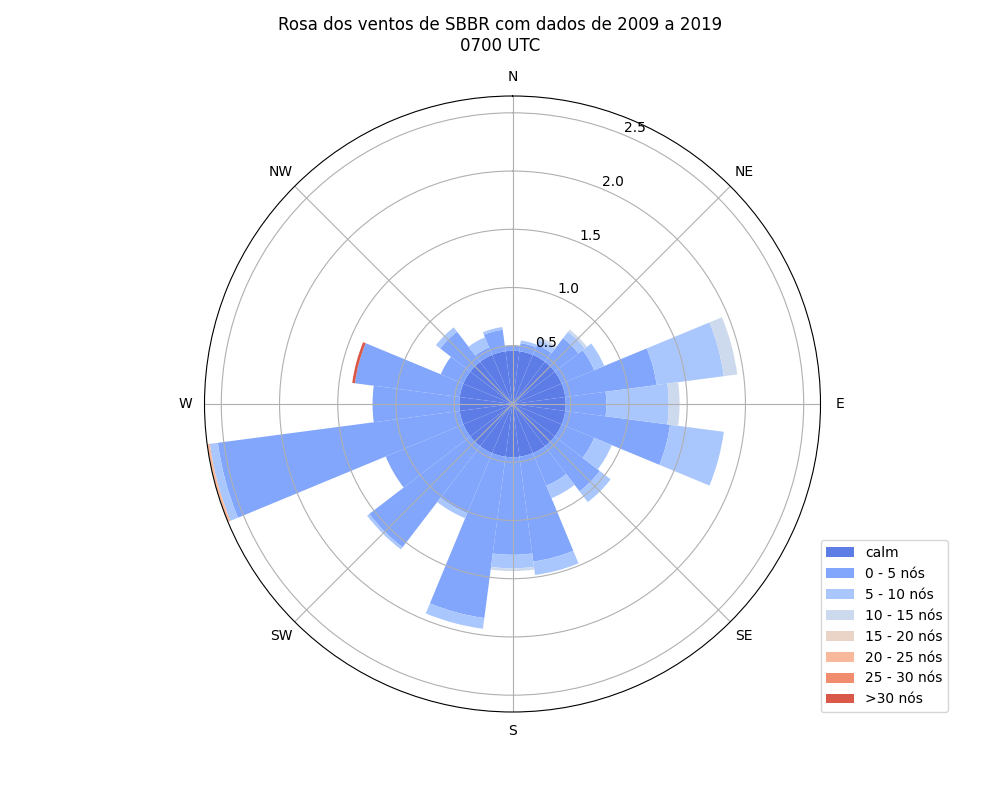 Rosa dos ventos de SBBR com dados de 2009 a 2019
0700 UTC
N
NW
NE
2.5
2.0
1.5
1.0
0.5
W
E
SW
SE
S
calm
0 - 5 nós
5 - 10 nós
10 - 15 nós
15 - 20 nós
20 - 25 nós
25 - 30 nós
>30 nós